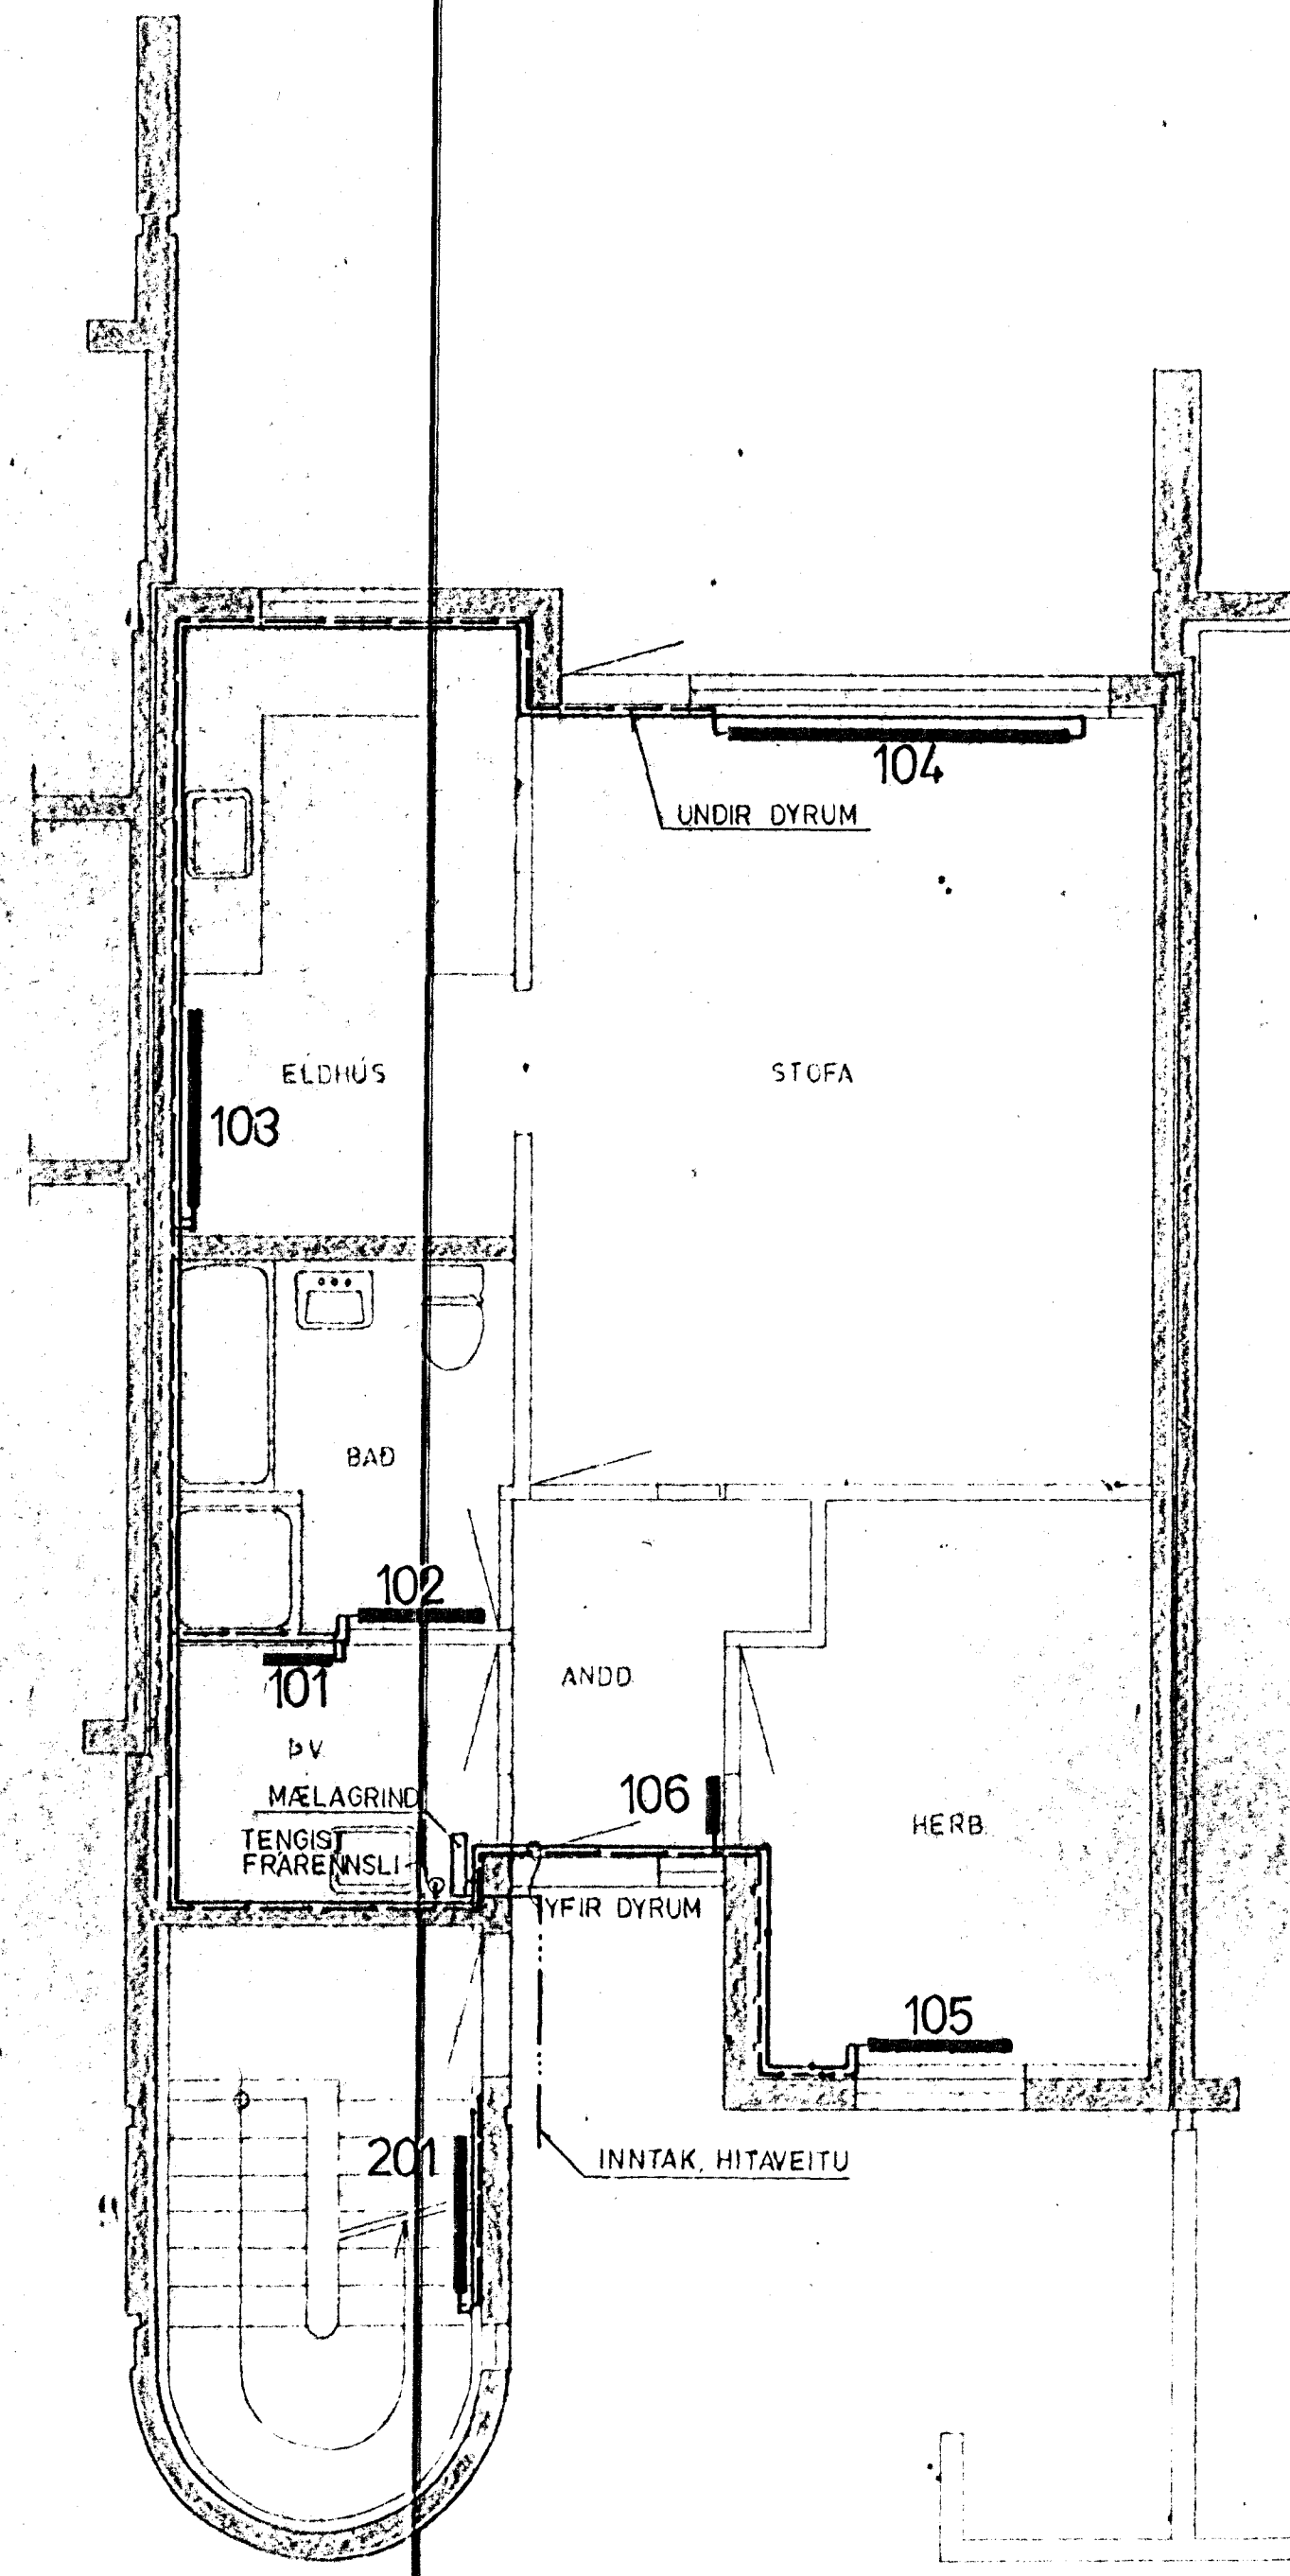 104
UNDIR DYRUM
ELDHÚS
STOFA
103
BAÐ
102
101
ANDD.
ÞV.
106
MÆLAGRIND
HERB.
TENGIST
FRÁRENNSLI
YFIR DYRUM
105
201
INNTAK. HITAVEITU